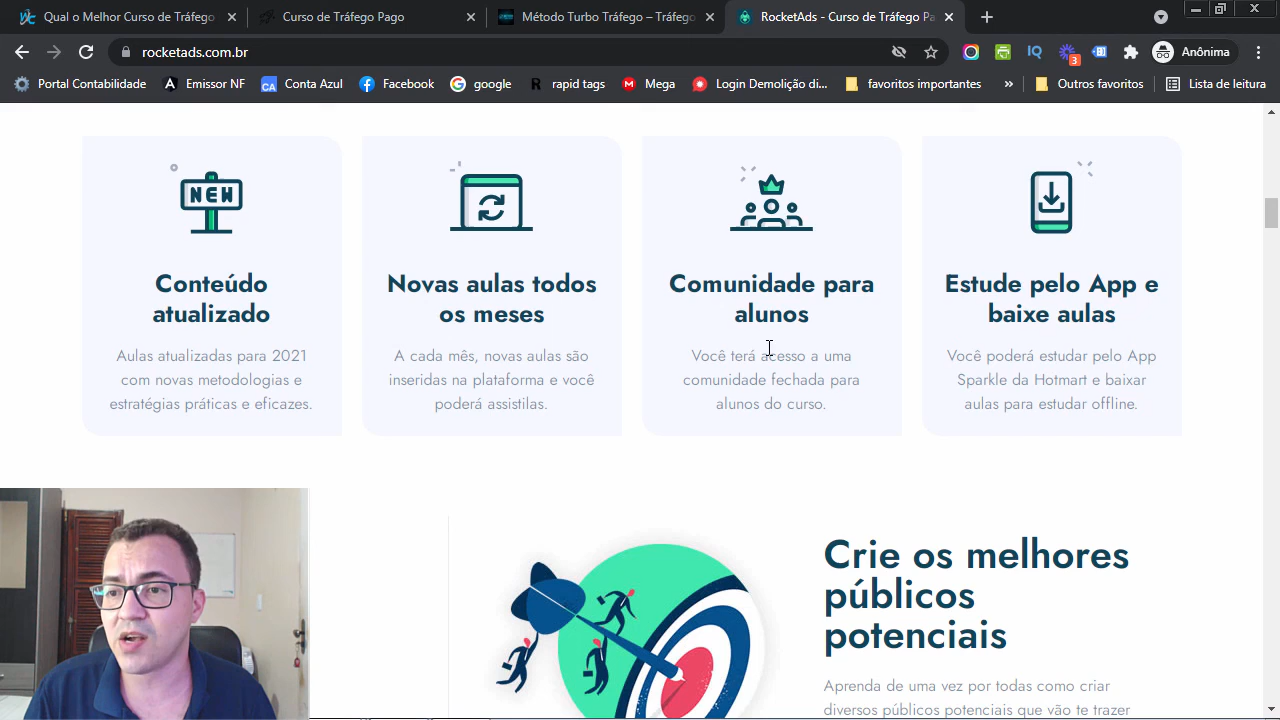 Qual o Melhor Curso de Tráfego
Curso de Tráfego Pago
Método Turbo Tráfego – Tráfego
RocketAds - Curso de Tráfego Pa
rocketads.com.br
IQ
3
Anônima
Portal Contabilidade
A
Emissor NF
CA
Conta Azul
Facebook
google
R
rapid tags
M
Mega
Login Demolição di...
favoritos importantes
»
Outros favoritos
Lista de leitura
NEW
Conteúdo
atualizado
Aulas atualizadas para 2021
com novas metodologias e
estratégias práticas e eficazes.
Novas aulas todos
os meses
A cada mês, novas aulas são
inseridas na plataforma e você
poderá assistilas.
Comunidade para
alunos
Você terá acesso a uma
comunidade fechada para
alunos do curso.
Estude pelo App e
baixe aulas
Você poderá estudar pelo App
Sparkle da Hotmart e baixar
aulas para estudar offline.
Crie os melhores
públicos
potenciais
Aprenda de uma vez por todas como criar
diversos públicos potenciais que vão te trazer